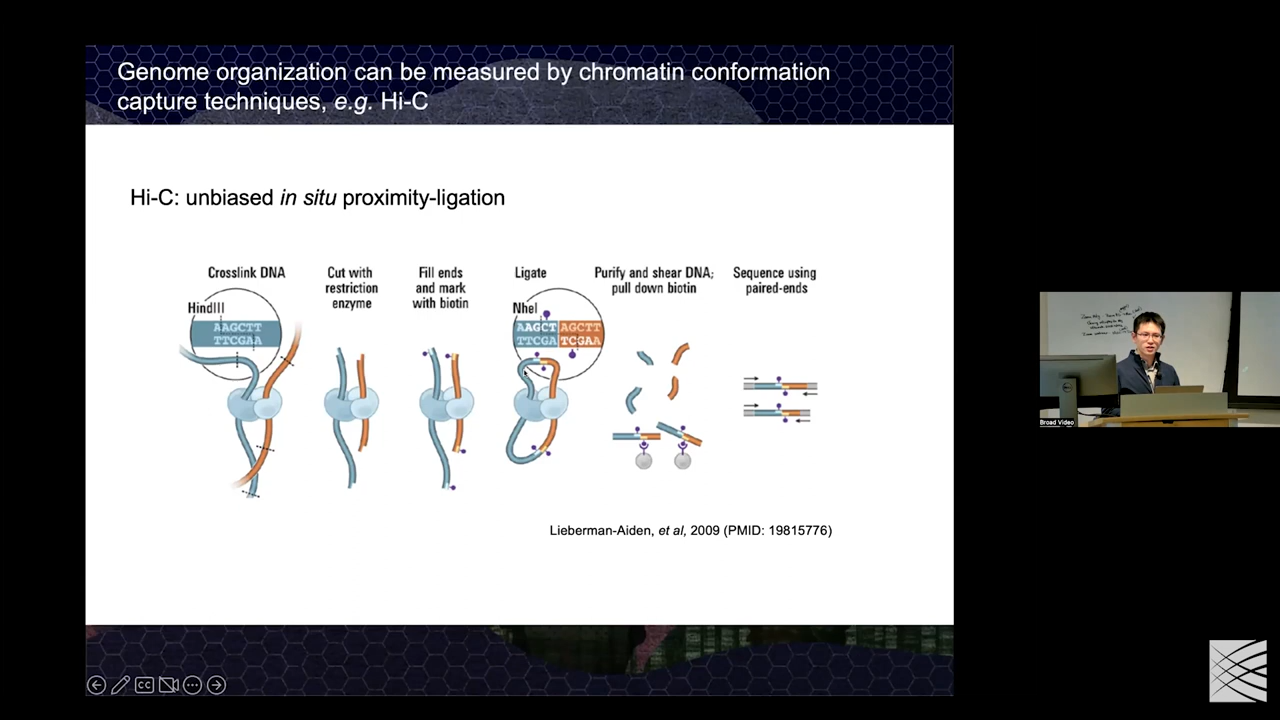 Genome organization can be measured by chromatin conformation
capture techniques, e.g. Hi-C
Hi-C: unbiased in situ proximity-ligation
Crosslink DNA
HindIII
AAGCTT
TTCGAA
Cut with
restriction
enzyme
Fill ends
and mark
with biotin
Ligate
NheI
AAGCT AGCTT
TTCGA TCGAA
Purify and shear DNA;
pull down biotin
Sequence using
paired-ends
Lieberman-Aiden, et al, 2009 (PMID: 19815776)
CC
Broad Video